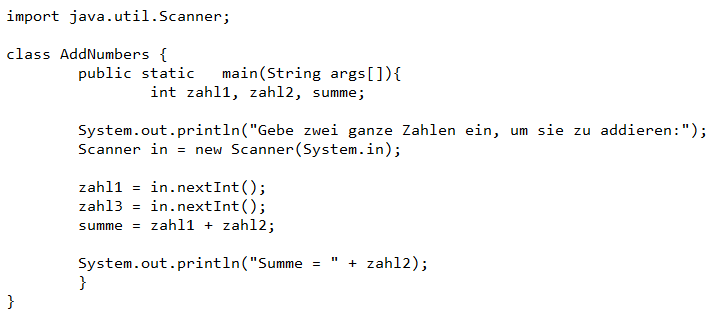 import java.util.Scanner;
class AddNumbers {
public static   main(String args[]){
int zahl1, zahl2, summe;
System.out.println("Gebe zwei ganze Zahlen ein, um sie zu addieren:");
Scanner in = new Scanner(System.in);
zahl1 = in.nextInt();
zahl3 = in.nextInt();
summe = zahl1 + zahl2;
System.out.println("Summe = " + zahl2);
}
}